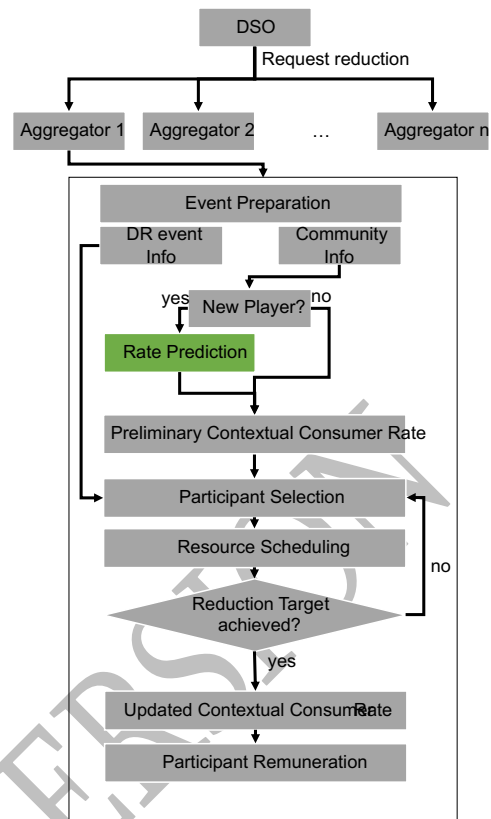 DSO
Request reduction
Aggregator 1 Aggregator 2 ... Aggregator n
Event Preparation
DR event
Info
Community
Info
yes New Player? no
Rate Prediction
Preliminary Contextual Consumer Rate
Participant Selection
Resource Scheduling
no
Reduction Target
achieved?
yes
Updated Contextual Consumer Rate
Participant Remuneration
ERSION